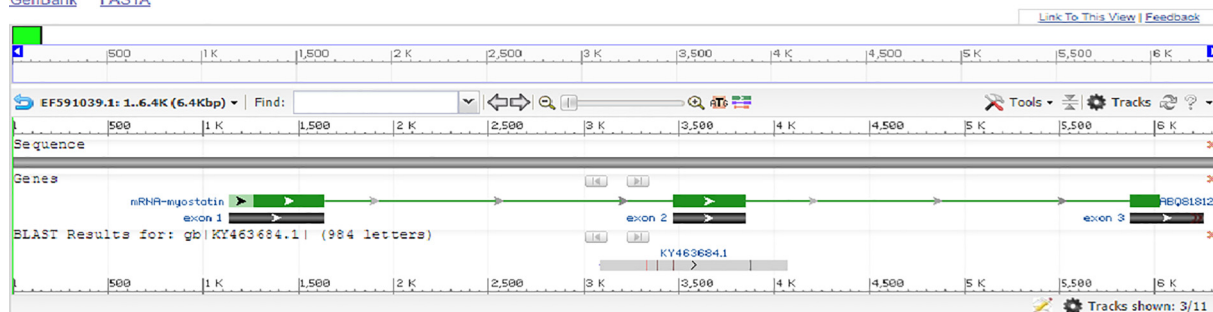 GenBank FASTA
Link To This View | Feedback
500 1 K 1,500 2 K 2,500 3 K 3,500 4 K 4,500 5 K 5,500 6 K
EF591039.1: 1..6.4K (6.4Kbp) Find: Tools Tracks ?
1 500 1 K 1,500 2 K 2,500 3 K 3,500 4 K 4,500 5 K 5,500 6 K
Sequence
Genes
mRNA-myostatin ABQ81812
exon 1 exon 2 exon 3
BLAST Results for: gb|KY463684.1| (984 letters)
KY463684.1
1 500 1 K 1,500 2 K 2,500 3 K 3,500 4 K 4,500 5 K 5,500 6 K
Tracks shown: 3/11